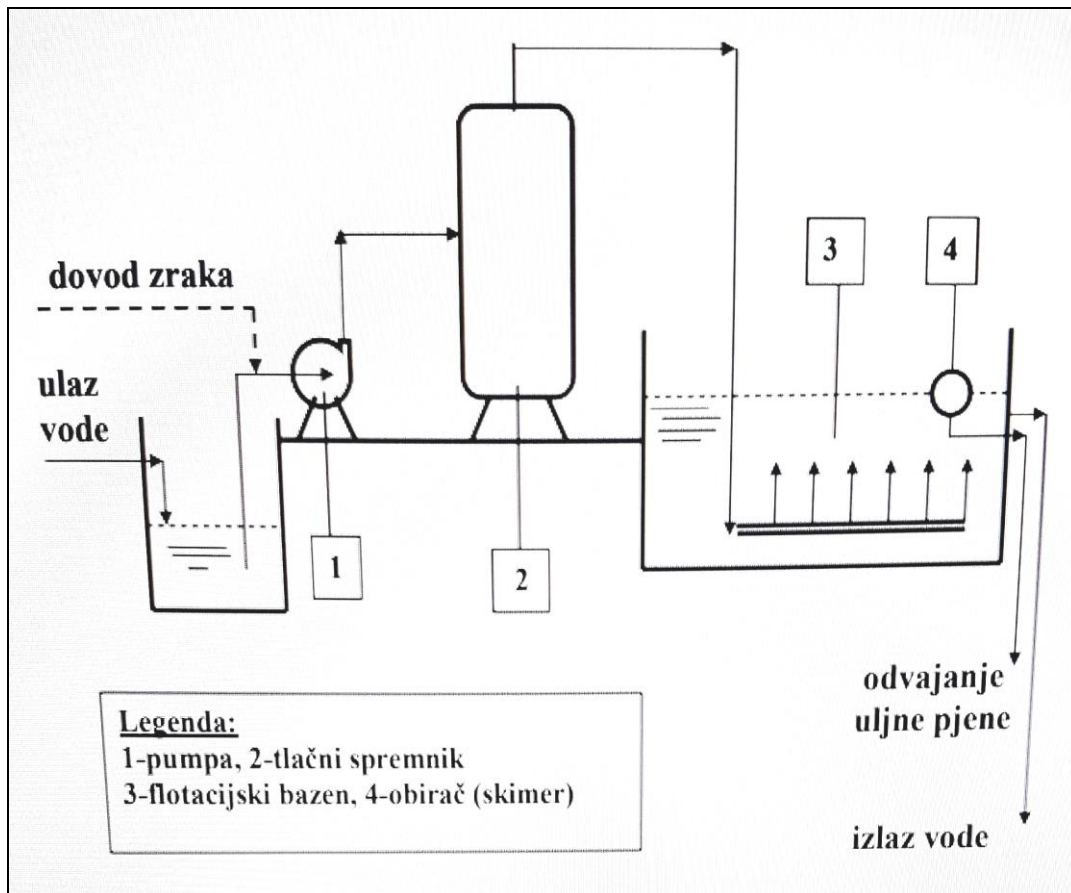 dovod zraka
ulaz
vode
1
2
3
4
odvajanje
uljne pjene
izlaz vode
Legenda:
1-pumpa, 2-tlačni spremnik
3-flotacijski bazen, 4-obirač (skimer)